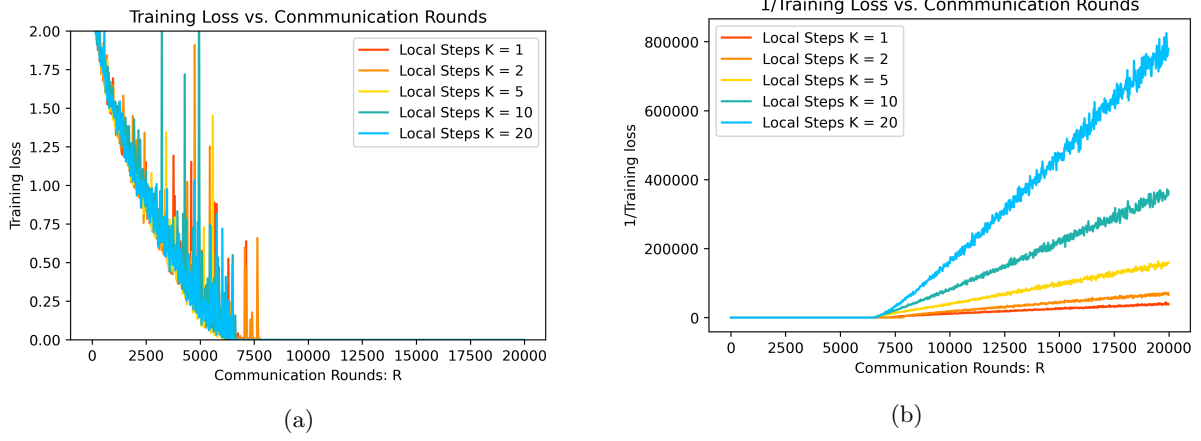 Training Loss vs. Conmmunication Rounds
2.00
1.75
1.50
1.25
1.00
0.75
0.50
0.25
0.00
Training loss
Local Steps K = 1
Local Steps K = 2
Local Steps K = 5
Local Steps K = 10
Local Steps K = 20
0 2500 5000 7500 10000 12500 15000 17500 20000
Communication Rounds: R
(a)
1/Training Loss vs. Conmmunication Rounds
800000
600000
400000
200000
0
1/Training loss
Local Steps K = 1
Local Steps K = 2
Local Steps K = 5
Local Steps K = 10
Local Steps K = 20
0 2500 5000 7500 10000 12500 15000 17500 20000
Communication Rounds: R
(b)